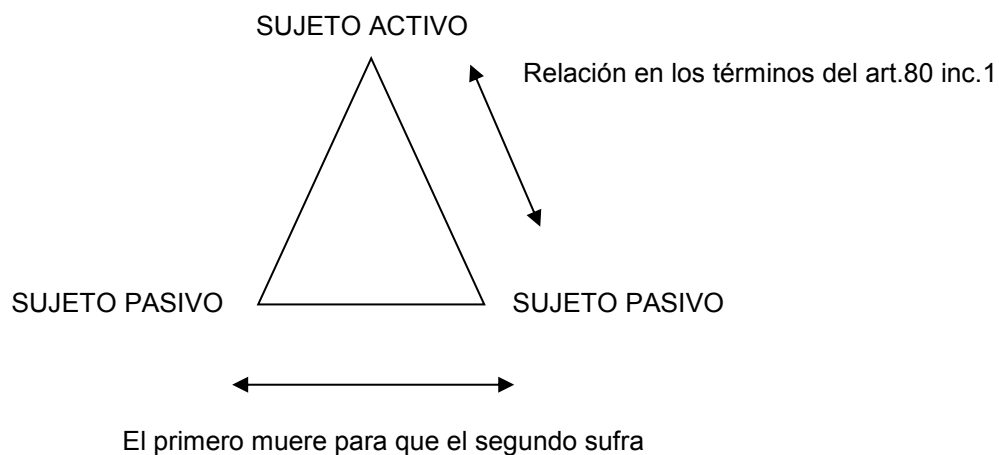 SUJETO ACTIVO
Relación en los términos del art.80 inc.1
SUJETO PASIVO
SUJETO PASIVO
El primero muere para que el segundo sufra